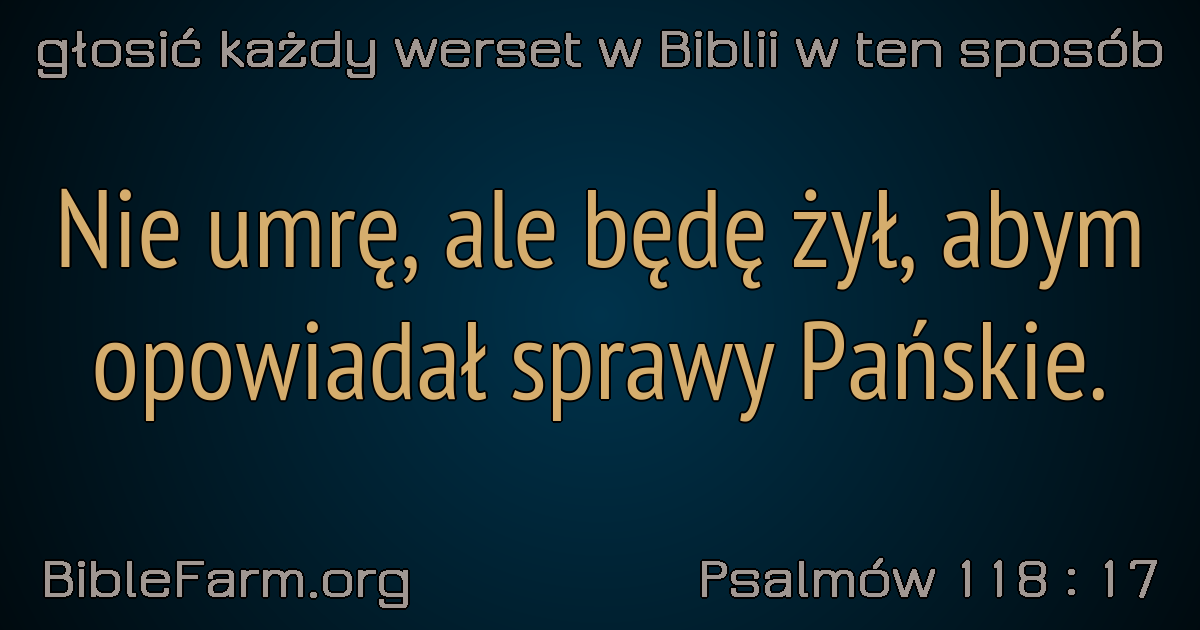 głosić każdy werset w Biblii w ten sposób
Nie umrę, ale będę żył, abym
opowiadał sprawy Pańskie.
BibleFarm.org
Psalmów 118 : 17